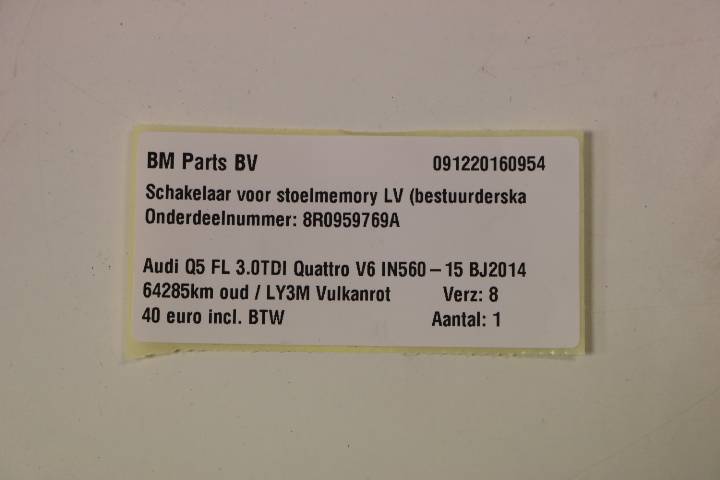 BM Parts BV 091220160954
Schakelaar voor stoelmemory LV (bestuurderska
Onderdeelnummer: 8R0959769A
Audi Q5 FL 3.0TDI Quattro V6 IN560-15 BJ2014
64285km oud / LY3M Vulkanrot Verz: 8
40 euro incl. BTW Aantal: 1